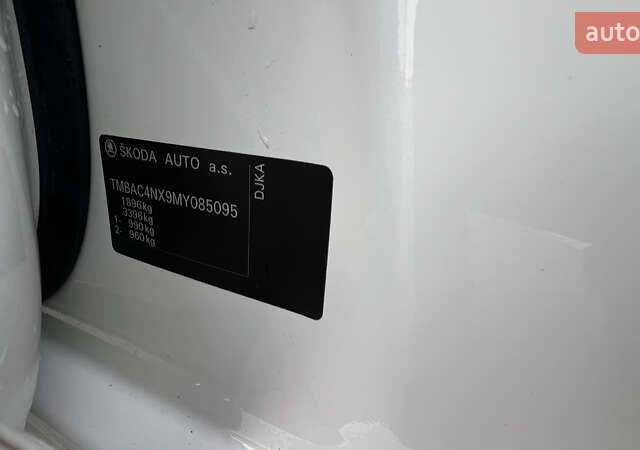 auto
ŠKODA AUTO a.s.
DJKA
TMBAC4NX9MY085095
1896kg
3396kg
1- 990kg
2- 960kg